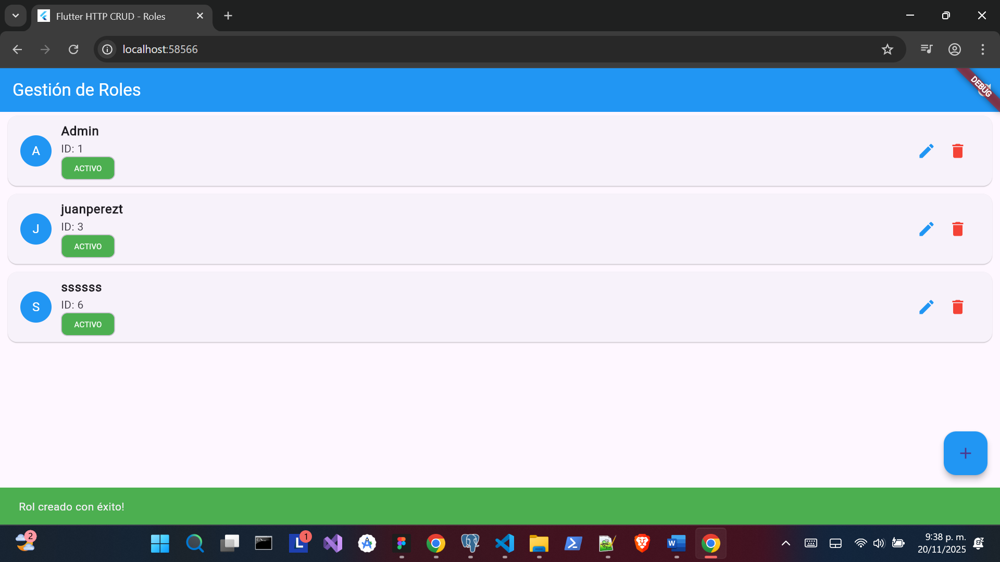 Flutter HTTP CRUD - Roles
localhost:58566
Gestión de Roles
DEBUG
A
Admin
ID: 1
ACTIVO
J
juanperezt
ID: 3
ACTIVO
S
ssssss
ID: 6
ACTIVO
Rol creado con éxito!
2
L
1
W
9:38 p. m.
20/11/2025